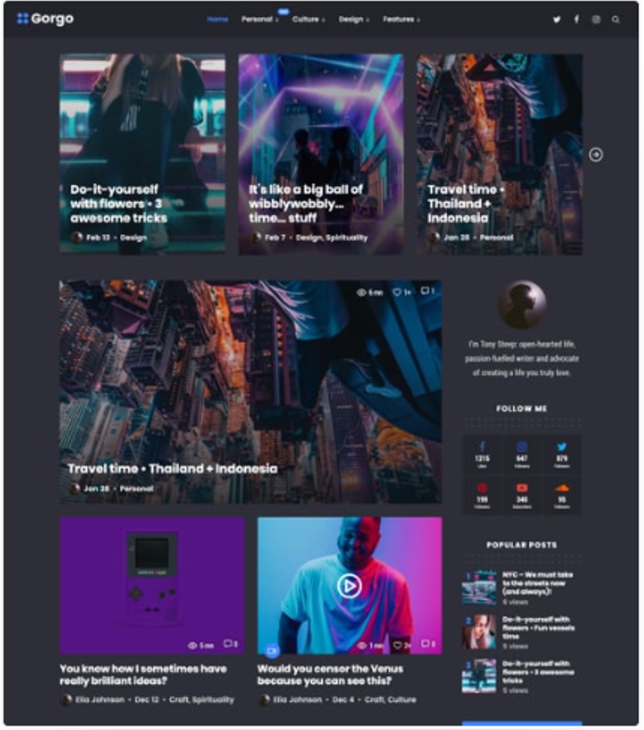 Gorgo
Home Personal Culture Design Features
Do-it-yourself
with flowers • 3
awesome tricks
Feb 13 • Design
It's like a big ball of
wibblywobbly...
time... stuff
Feb 7 • Design, Spirituality
Travel time •
Thailand +
Indonesia
Jan 28 • Personal
6 mn 1+ 1
Travel time • Thailand + Indonesia
Jan 28 • Personal
I'm Tony Steep: open-hearted life,
passion-fuelled writer and advocate
of creating a life you truly love.
FOLLOW ME
1215 647 875
Likes Followers Followers
199 348 95
Followers Subscribers Followers
POPULAR POSTS
1 NYC – We must take
to the streets now
(and always)!
6 views
2 Do-it-yourself with
flowers • Fun vessels
time
5 views
3 Do-it-yourself with
flowers • 3 awesome
tricks
5 views
5 mn 0
You know how I sometimes have
really brilliant ideas?
Ella Johnson • Dec 12 • Craft, Spirituality
1 mn 2+ 0
Would you censor the Venus
because you can see this?
Ella Johnson • Dec 4 • Craft, Culture